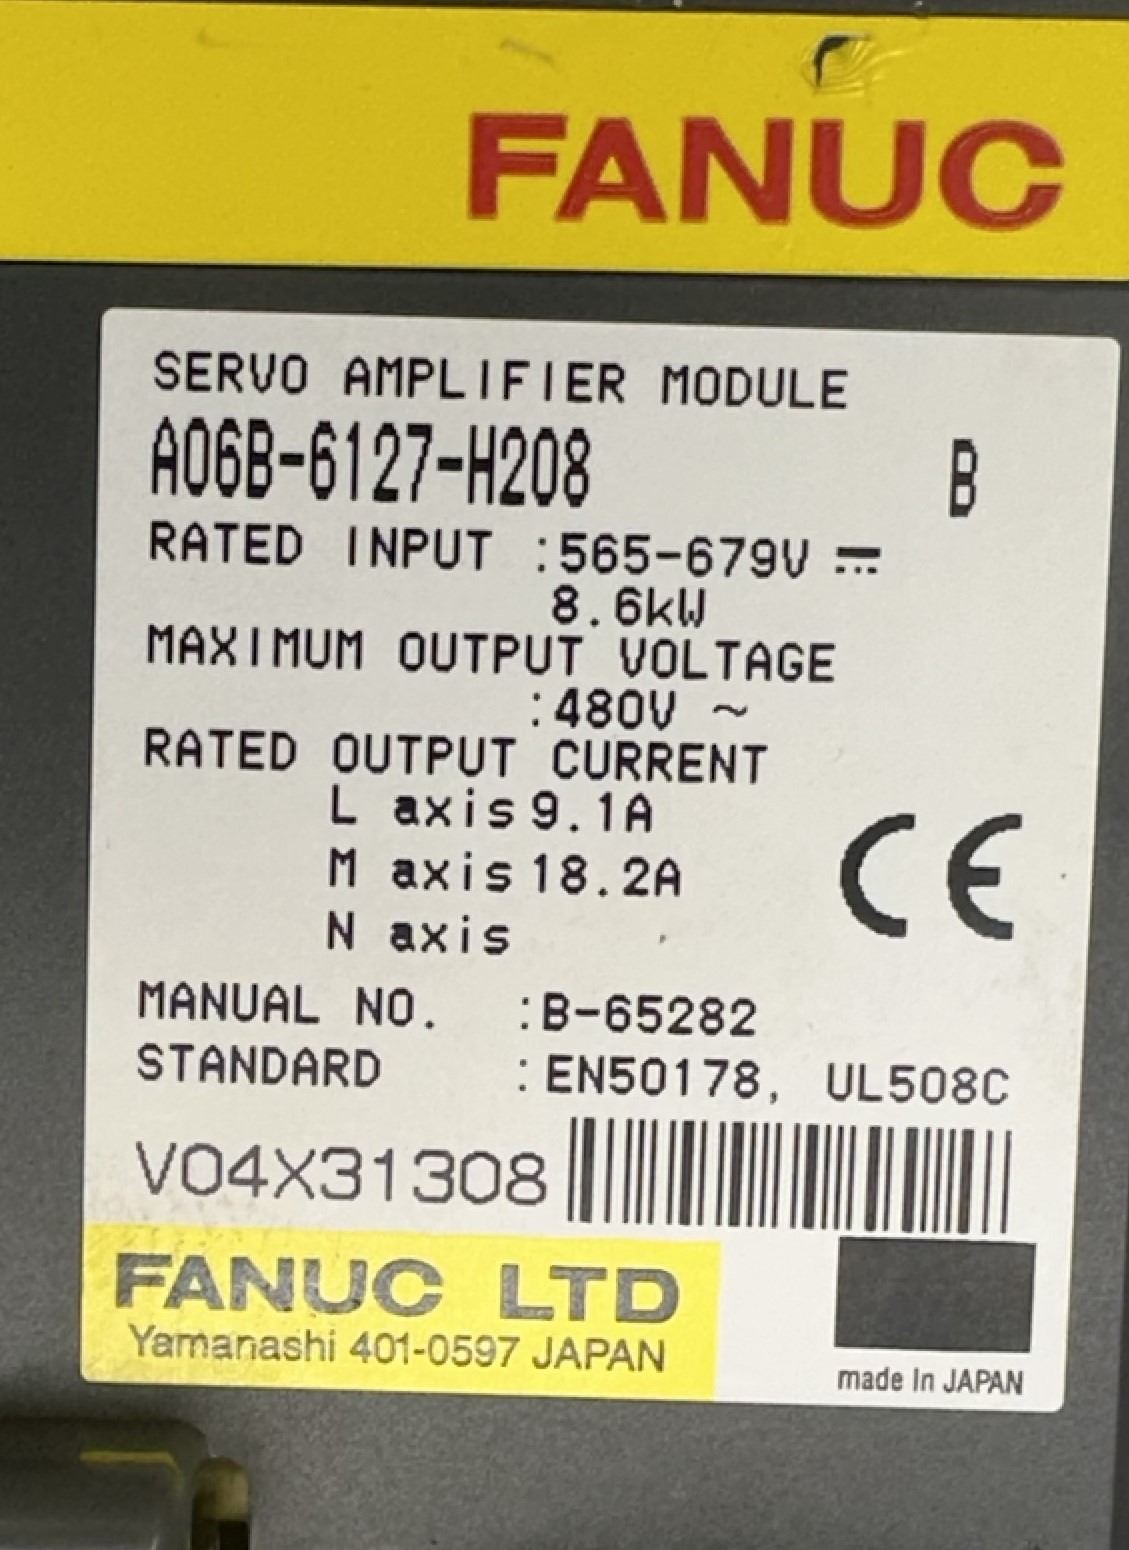 FANUC
SERVO AMPLIFIER MODULE
A06B-6127-H208 B
RATED INPUT :565-679V ⎓
8.6kW
MAXIMUM OUTPUT VOLTAGE
:480V ~
RATED OUTPUT CURRENT
L axis 9.1A
M axis 18.2A
N axis
CE
MANUAL NO. :B-65282
STANDARD :EN50178, UL508C
V04X31308
FANUC LTD
Yamanashi 401-0597 JAPAN
made In JAPAN